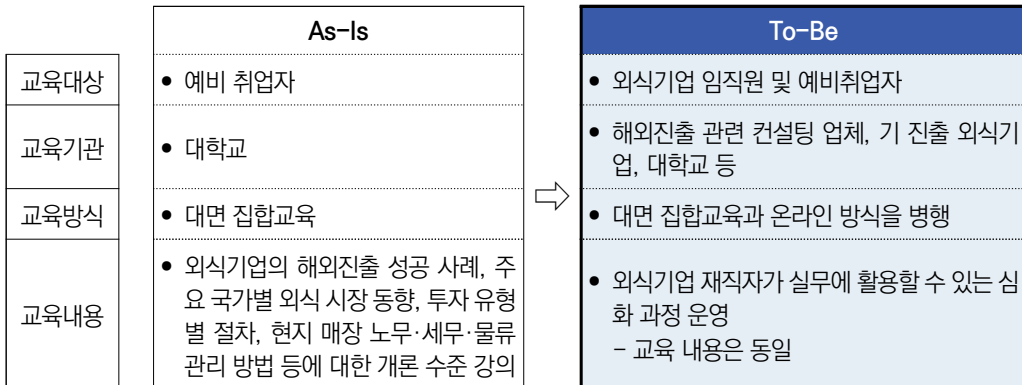 As-Is
To-Be
교육대상
• 예비 취업자
• 외식기업 임직원 및 예비취업자
교육기관
• 대학교
• 해외진출 관련 컨설팅 업체, 기 진출 외식기
업, 대학교 등
교육방식
• 대면 집합교육
• 대면 집합교육과 온라인 방식을 병행
교육내용
• 외식기업의 해외진출 성공 사례, 주
요 국가별 외식 시장 동향, 투자 유형
별 절차, 현지 매장 노무·세무·물류
관리 방법 등에 대한 개론 수준 강의
• 외식기업 재직자가 실무에 활용할 수 있는 심
화 과정 운영
- 교육 내용은 동일